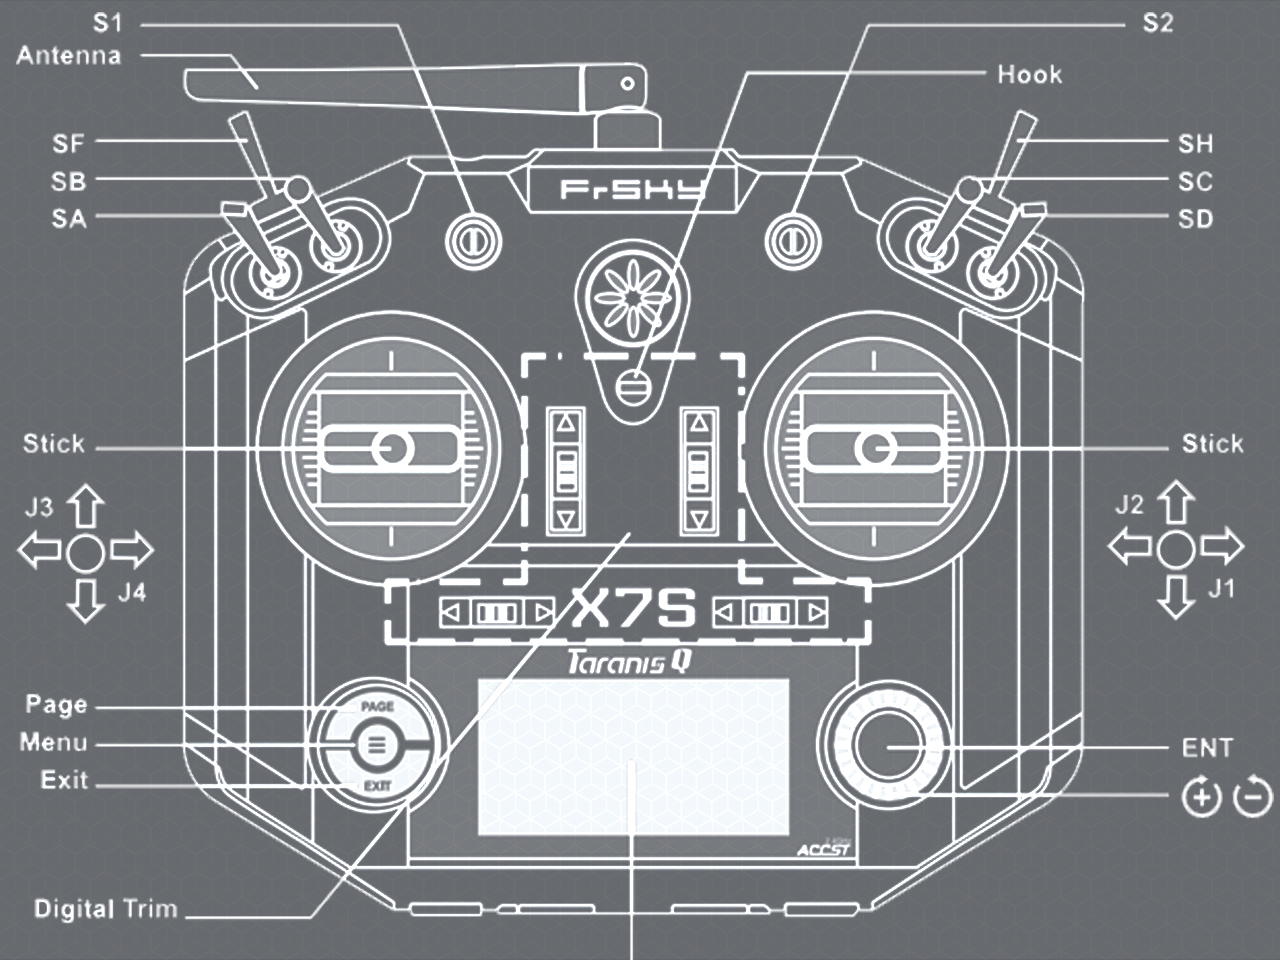 S1
S2
Antenna
Hook
SF
SH
SB
SC
SA
SD
FrSKY
Stick
Stick
J3
J2
J4
J1
X7S
Taranis Q
Page
PAGE
Menu
ENT
Exit
EXIT
ACCST
Digital Trim